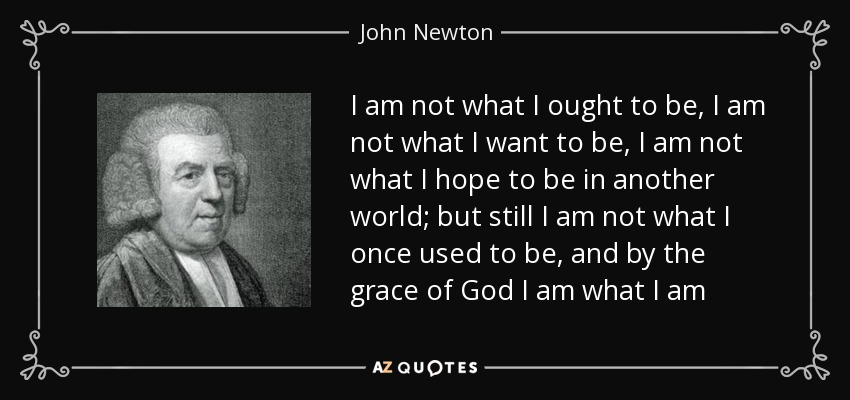 John Newton
I am not what I ought to be, I am
not what I want to be, I am not
what I hope to be in another
world; but still I am not what I
once used to be, and by the
grace of God I am what I am
AZ QUOTES